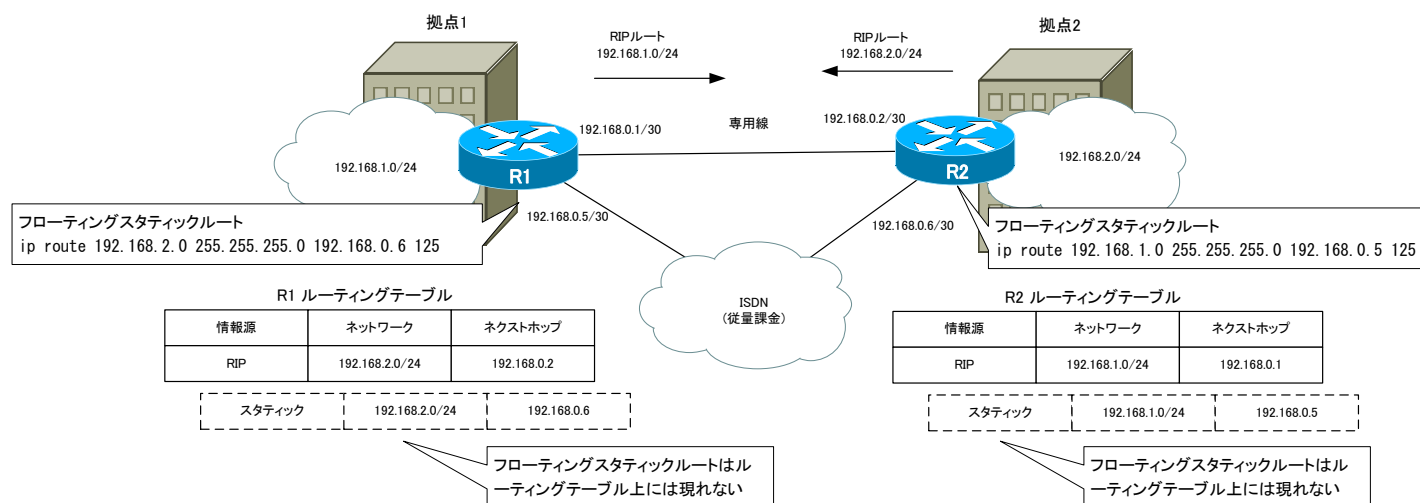 拠点1
拠点2
RIPルート
192.168.1.0/24
RIPルート
192.168.2.0/24
192.168.0.1/30
専用線
192.168.0.2/30
192.168.1.0/24
R1
R2
192.168.2.0/24
フローティングスタティックルート
ip route 192.168.2.0 255.255.255.0 192.168.0.6 125
192.168.0.5/30
192.168.0.6/30
フローティングスタティックルート
ip route 192.168.1.0 255.255.255.0 192.168.0.5 125
ISDN
(従量課金)
R1 ルーティングテーブル
情報源 ネットワーク ネクストホップ
RIP 192.168.2.0/24 192.168.0.2
スタティック 192.168.2.0/24 192.168.0.6
フローティングスタティックルートはル
ーティングテーブル上には現れない
R2 ルーティングテーブル
情報源 ネットワーク ネクストホップ
RIP 192.168.1.0/24 192.168.0.1
スタティック 192.168.1.0/24 192.168.0.5
フローティングスタティックルートはル
ーティングテーブル上には現れない